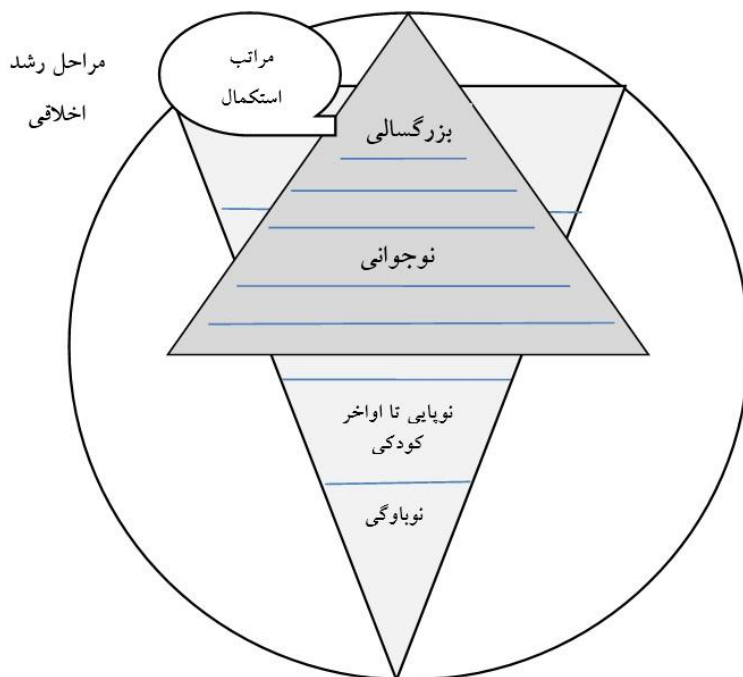 مراحل رشد
اخلاقی
مراتب
استکمال
بزرگسالی
نوجوانی
نوپایی تا اواخر
کودکی
نوباوگی